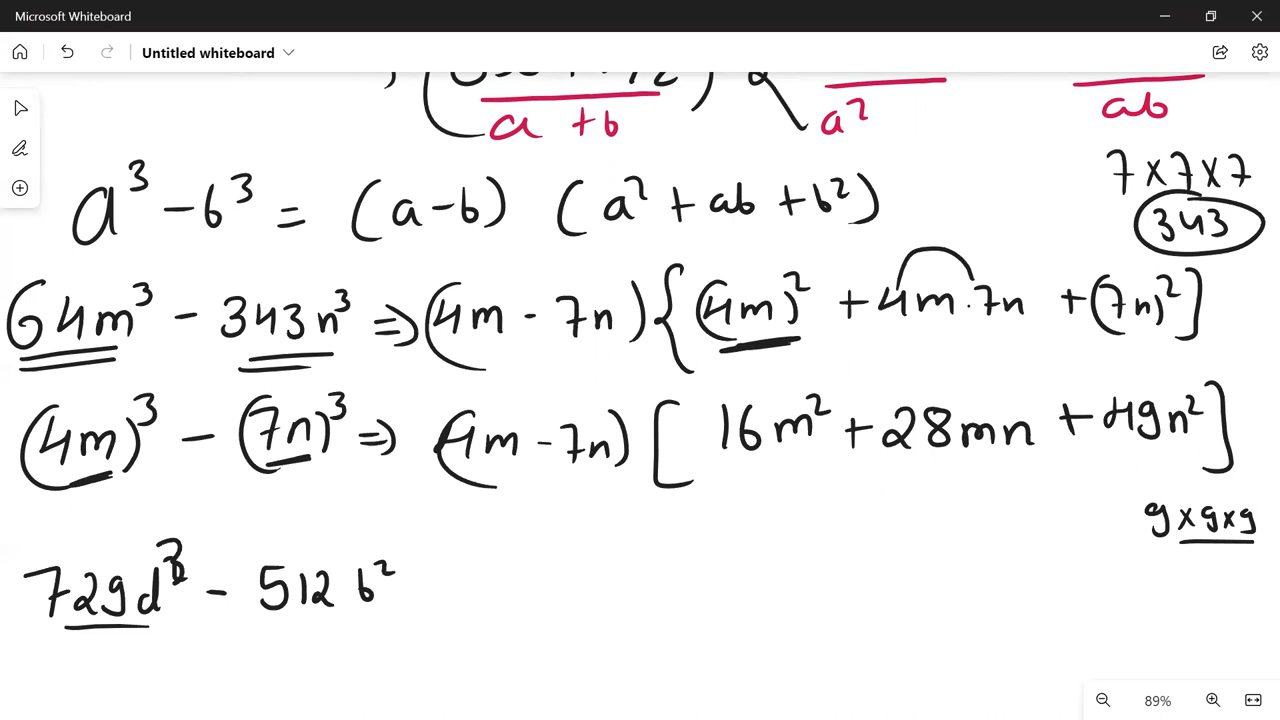 Microsoft Whiteboard
Untitled whiteboard
a + b
a²
ab
7 x 7 x 7
343
a³ - b³ = (a - b) (a² + ab + b²)
64m³ - 343n³ => (4m - 7n) { (4m)² + 4m . 7n + (7n)² ]
(4m)³ - (7n)³ => (4m - 7n) [ 16m² + 28mn + 49n² ]
9 x 9 x 9
729d³ - 512 b²
89%